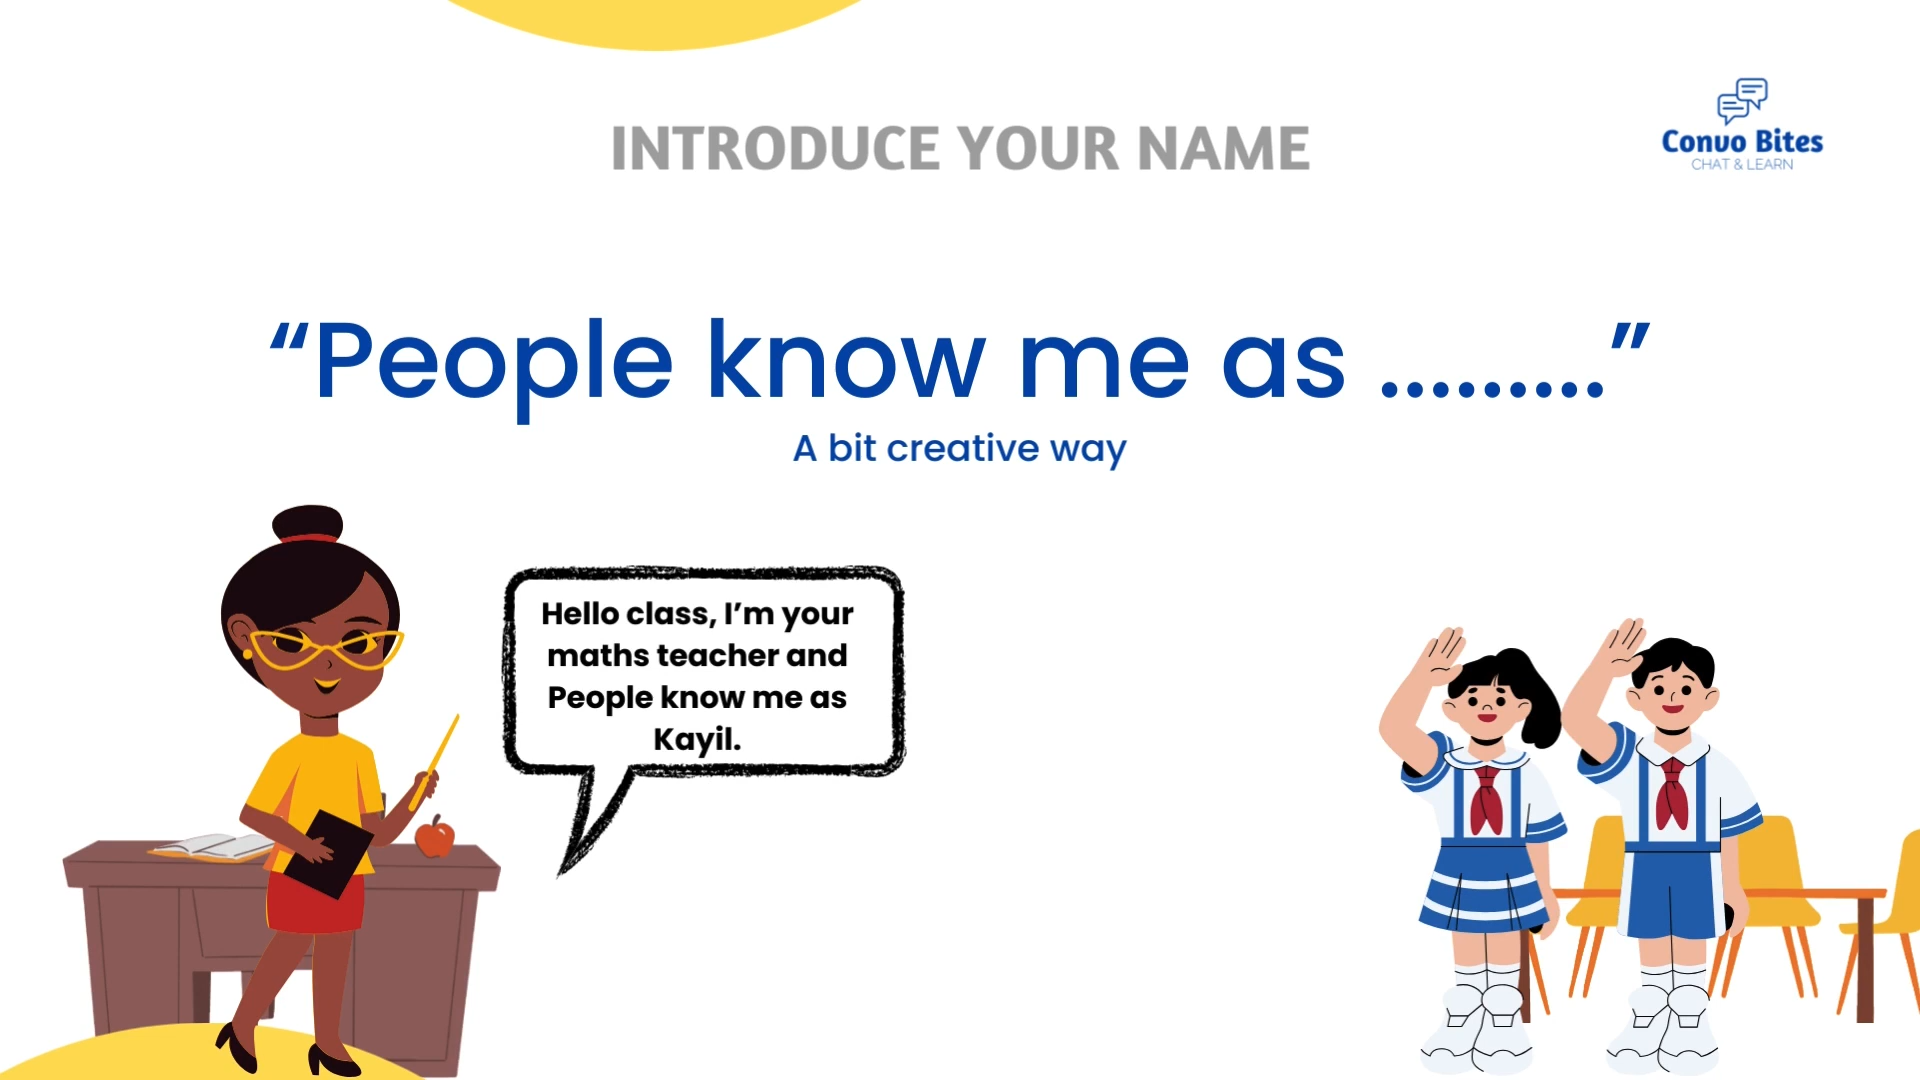 INTRODUCE YOUR NAME
Convo Bites
CHAT & LEARN
“People know me as .........”
A bit creative way
Hello class, I’m your
maths teacher and
People know me as
Kayil.